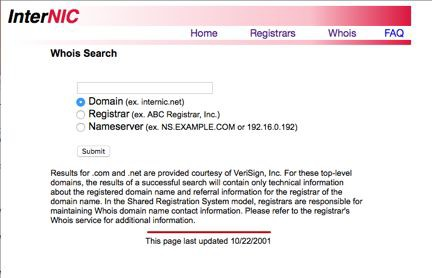 InterNIC
Home Registrars Whois FAQ
Whois Search
Domain (ex. internic.net)
Registrar (ex. ABC Registrar, Inc.)
Nameserver (ex. NS.EXAMPLE.COM or 192.16.0.192)
Submit
Results for .com and .net are provided courtesy of VeriSign, Inc. For these top-level
domains, the results of a successful search will contain only technical information
about the registered domain name and referral information for the registrar of the
domain name. In the Shared Registration System model, registrars are responsible for
maintaining Whois domain name contact information. Please refer to the registrar's
Whois service for additional information.
This page last updated 10/22/2001